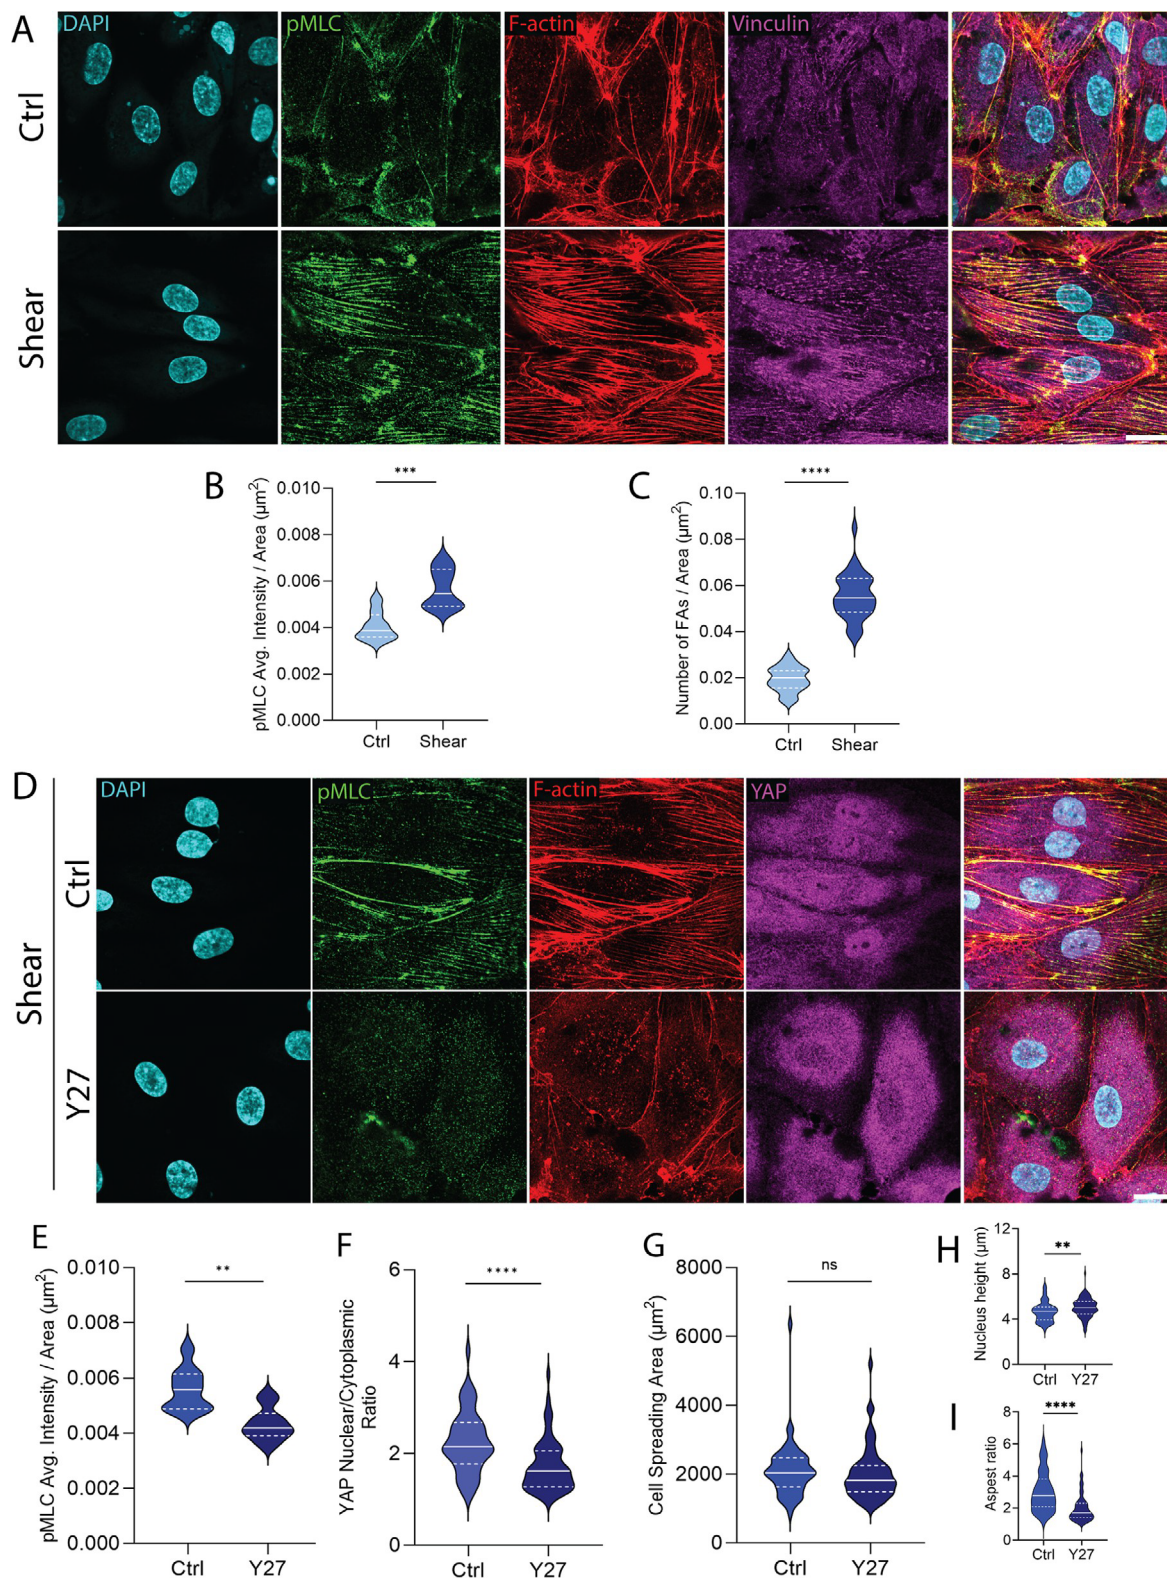 A
DAPI
pMLC
F-actin
Vinculin
Ctrl
Shear
B
pMLC Avg. Intensity / Area (µm²)
0.010
0.008
0.006
0.004
0.002
0.000
***
Ctrl
Shear
C
Number of FAs / Area (µm²)
0.10
0.08
0.06
0.04
0.02
0.00
****
Ctrl
Shear
D
DAPI
pMLC
F-actin
YAP
Shear
Ctrl
Y27
E
pMLC Avg. Intensity / Area (µm²)
0.010
0.008
0.006
0.004
0.002
0.000
**
Ctrl
Y27
F
YAP Nuclear/Cytoplasmic
Ratio
6
4
2
0
****
Ctrl
Y27
G
Cell Spreading Area (µm²)
8000
6000
4000
2000
0
ns
Ctrl
Y27
H
Nucleus height (µm)
12
8
4
0
**
Ctrl
Y27
I
Aspest ratio
8
6
4
2
0
****
Ctrl
Y27